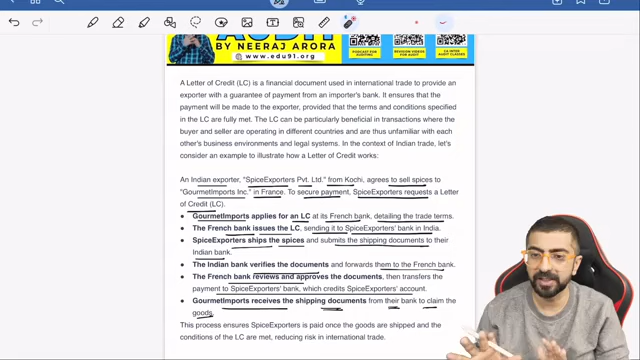 AUDIT
BY NEERAJ ARORA
www.edu91.org
PODCAST FOR AUDITING
REVISION VIDEOS FOR AUDIT
CA INTER AUDIT CLASSES
A Letter of Credit (LC) is a financial document used in international trade to provide an
exporter with a guarantee of payment from an importer's bank. It ensures that the
payment will be made to the exporter, provided that the terms and conditions specified
in the LC are fully met. The LC can be particularly beneficial in transactions where the
buyer and seller are operating in different countries and are thus unfamiliar with each
other's business environments and legal systems. In the context of Indian trade, let's
consider an example to illustrate how a Letter of Credit works:
An Indian exporter, "SpiceExporters Pvt. Ltd." from Kochi, agrees to sell spices to
"GourmetImports Inc." in France. To secure payment, SpiceExporters requests a Letter
of Credit (LC).
• GourmetImports applies for an LC at its French bank, detailing the trade terms.
• The French bank issues the LC, sending it to SpiceExporters' bank in India.
• SpiceExporters ships the spices and submits the shipping documents to their
Indian bank.
• The Indian bank verifies the documents and forwards them to the French bank.
• The French bank reviews and approves the documents, then transfers the
payment to SpiceExporters' bank, which credits SpiceExporters' account.
• GourmetImports receives the shipping documents from their bank to claim the
goods.
This process ensures SpiceExporters is paid once the goods are shipped and the
conditions of the LC are met, reducing risk in international trade.